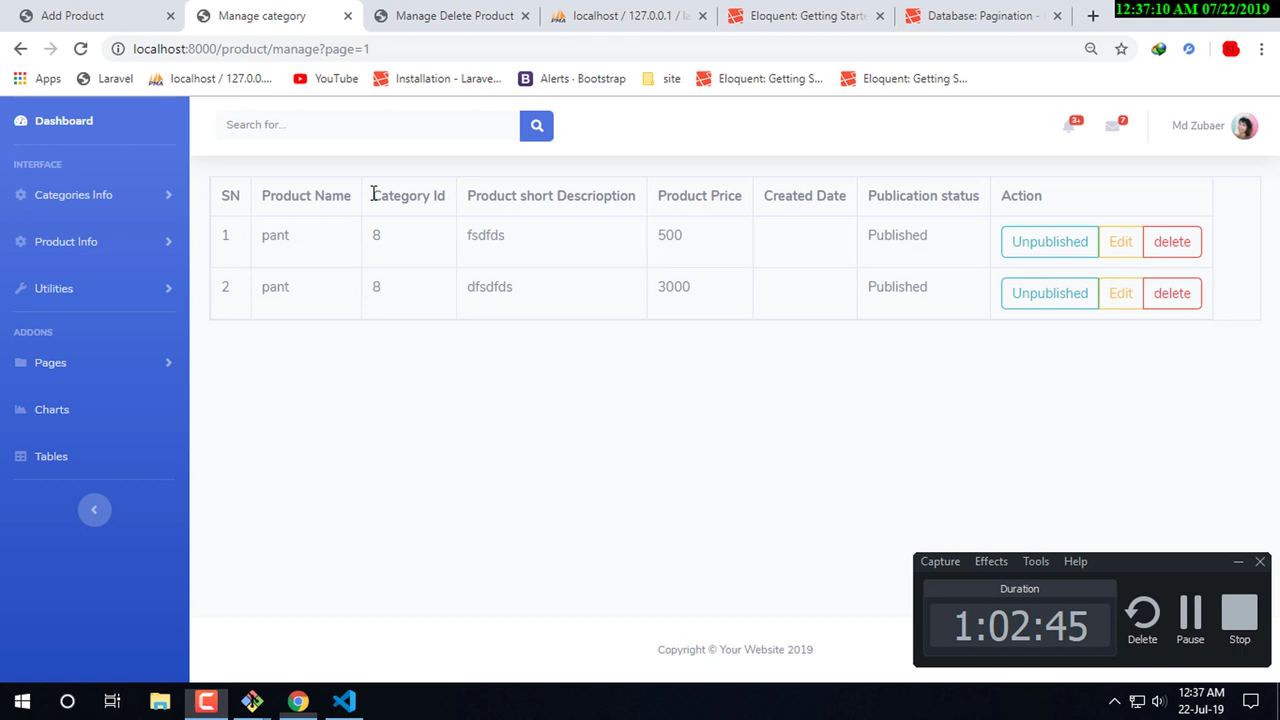 Add Product
Manage category
Manage Delete Product
localhost / 127.0.0.1 / la
Eloquent: Getting Starte
Database: Pagination -
12:37:10 AM 07/22/2019
localhost:8000/product/manage?page=1
Apps
Laravel
localhost / 127.0.0....
YouTube
Installation - Larave...
Alerts · Bootstrap
site
Eloquent: Getting S...
Eloquent: Getting S...
Dashboard
INTERFACE
Categories Info
Product Info
Utilities
ADDONS
Pages
Charts
Tables
Search for...
3+
7
Md Zubaer
SN Product Name Category Id Product short Descrioption Product Price Created Date Publication status Action
1 pant 8 fsdfds 500 Published Unpublished Edit delete
2 pant 8 dfsdfds 3000 Published Unpublished Edit delete
Copyright © Your Website 2019
Capture Effects Tools Help
Duration
1:02:45
Delete Pause Stop
12:37 AM
22-Jul-19